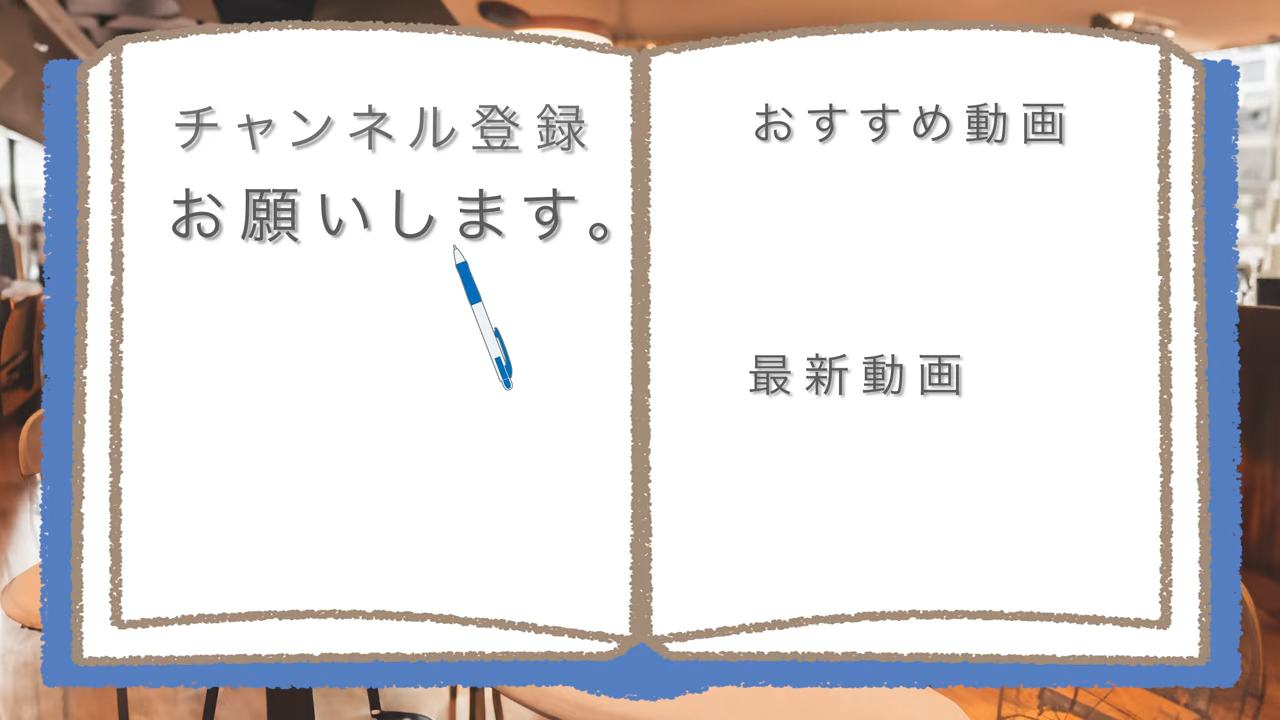 チャンネル登録
お願いします。
おすすめ動画
最新動画